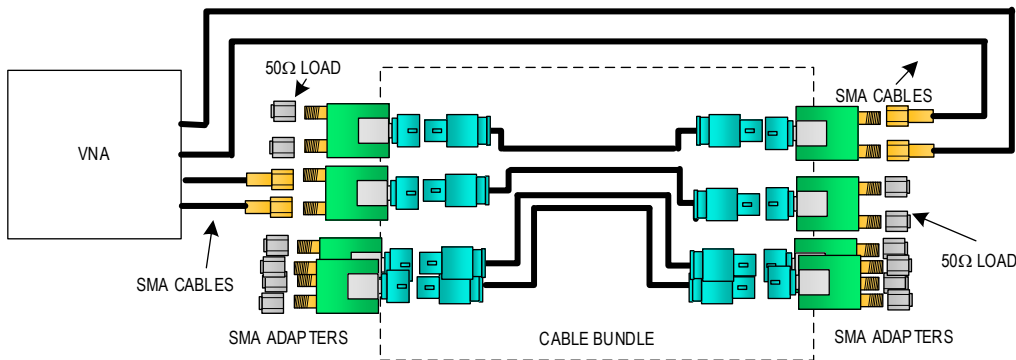 50Ω LOAD
SMA CABLES
VNA
SMA CABLES
50Ω LOAD
SMA ADAPTERS
CABLE BUNDLE
SMA ADAPTERS